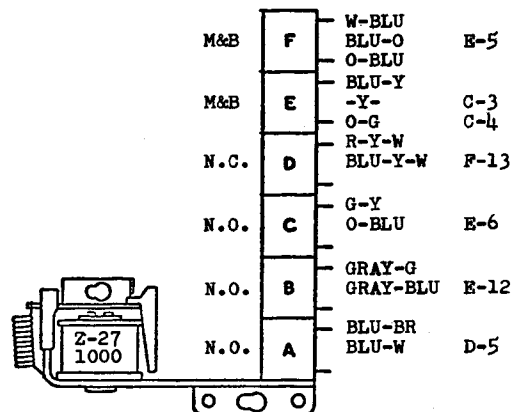 W-BLU
M&B F BLU-O E-5
O-BLU
BLU-Y
M&B E -Y- C-3
O-G C-4
R-Y-W
N.C. D BLU-Y-W F-13
G-Y
N.O. C O-BLU E-6
GRAY-G
N.O. B GRAY-BLU E-12
BLU-BR
N.O. A BLU-W D-5
Z-27
1000